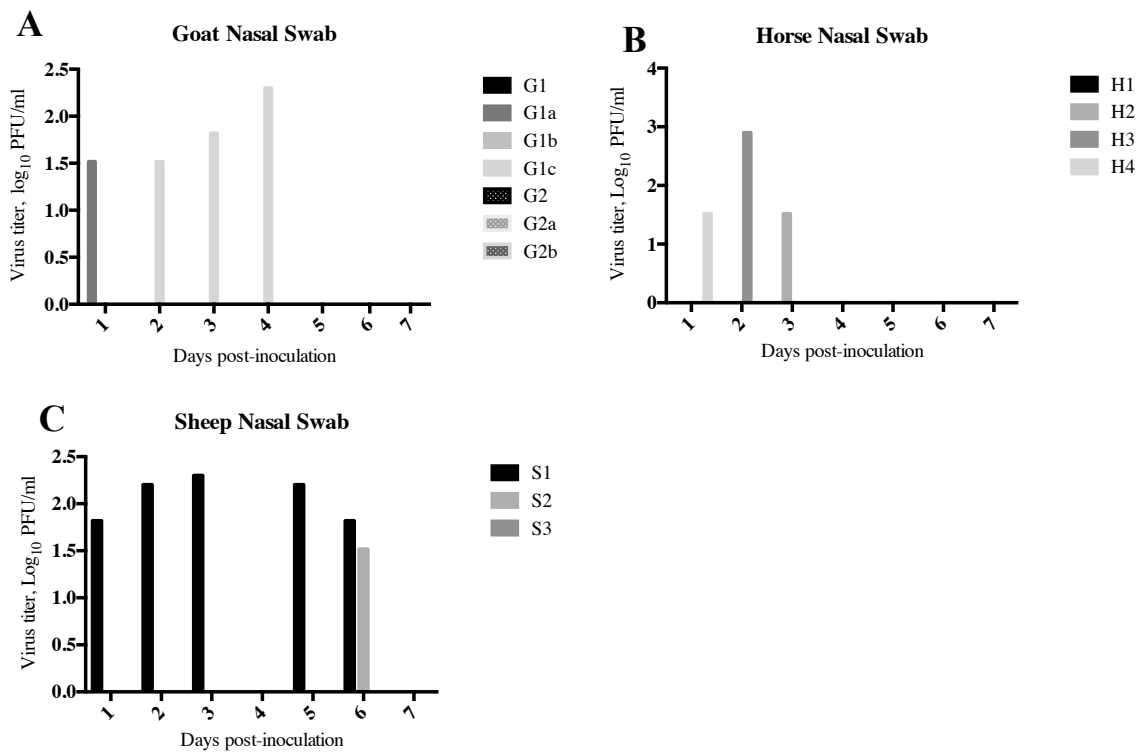 A
Goat Nasal Swab
Virus titer, log10 PFU/ml
2.5
2.0
1.5
1.0
0.5
0.0
1 2 3 4 5 6 7
Days post-inoculation
G1
G1a
G1b
G1c
G2
G2a
G2b
B
Horse Nasal Swab
Virus titer, Log10 PFU/ml
4
3
2
1
0
1 2 3 4 5 6 7
Days post-inoculation
H1
H2
H3
H4
C
Sheep Nasal Swab
Virus titer, Log10 PFU/ml
2.5
2.0
1.5
1.0
0.5
0.0
1 2 3 4 5 6 7
Days post-inoculation
S1
S2
S3